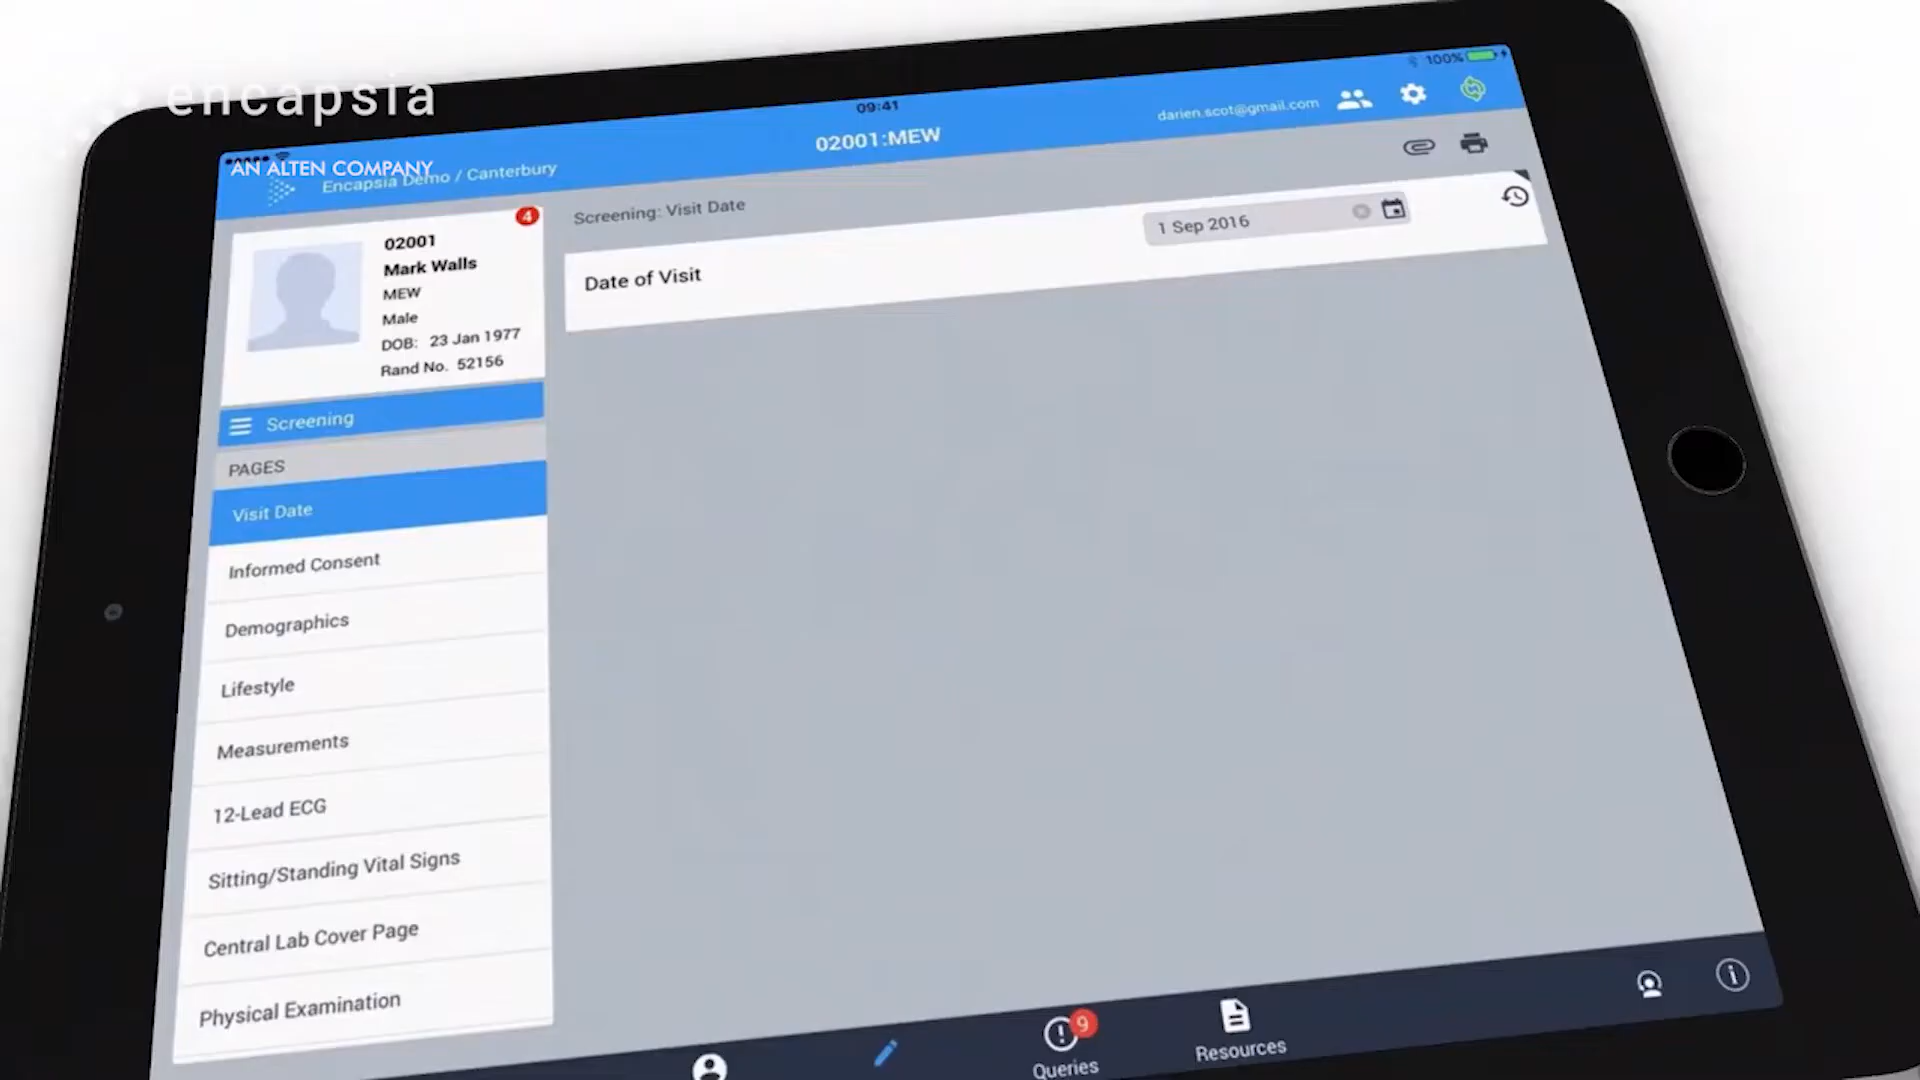 encapsia
AN ALTEN COMPANY
09:41
100%
Encapsia Demo / Canterbury
02001:MEW
darien.scot@gmail.com
4
02001
Mark Walls
MEW
Male
DOB: 23 Jan 1977
Rand No. 52156
Screening
PAGES
Visit Date
Informed Consent
Demographics
Lifestyle
Measurements
12-Lead ECG
Sitting/Standing Vital Signs
Central Lab Cover Page
Physical Examination
Screening: Visit Date
Date of Visit
1 Sep 2016
9
Queries
Resources